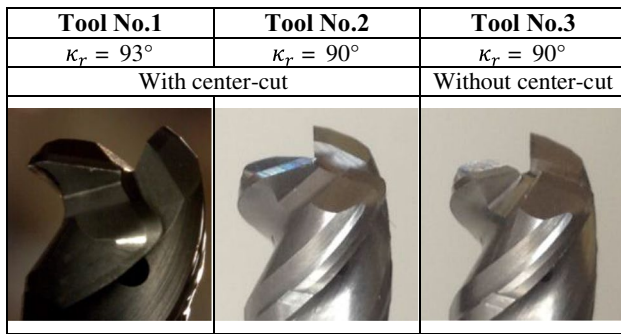 Tool No.1 Tool No.2 Tool No.3
κᵣ = 93° κᵣ = 90° κᵣ = 90°
With center-cut Without center-cut